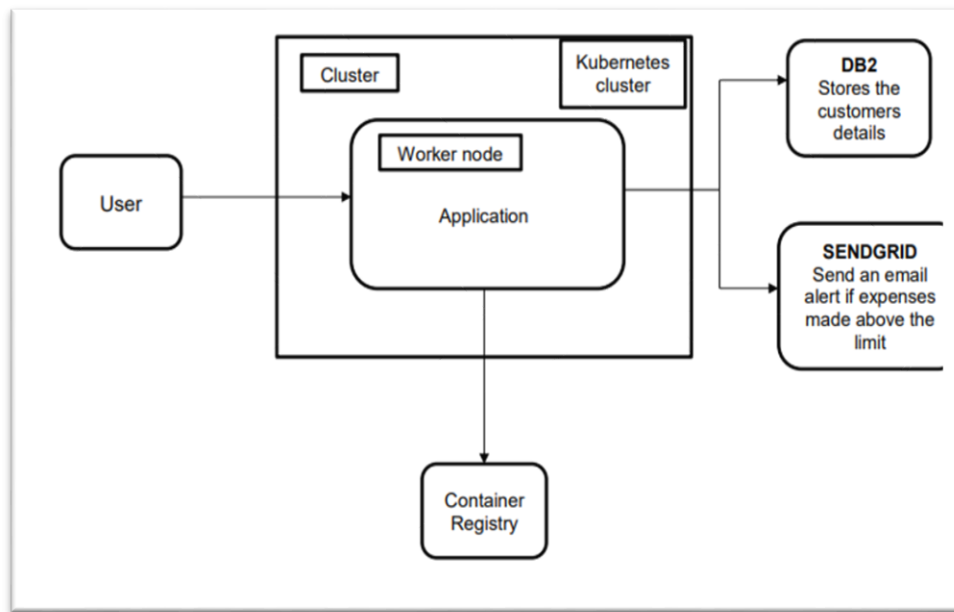 Cluster
Kubernetes
cluster
Worker node
Application
User
DB2
Stores the
customers
details
SENDGRID
Send an email
alert if expenses
made above the
limit
Container
Registry